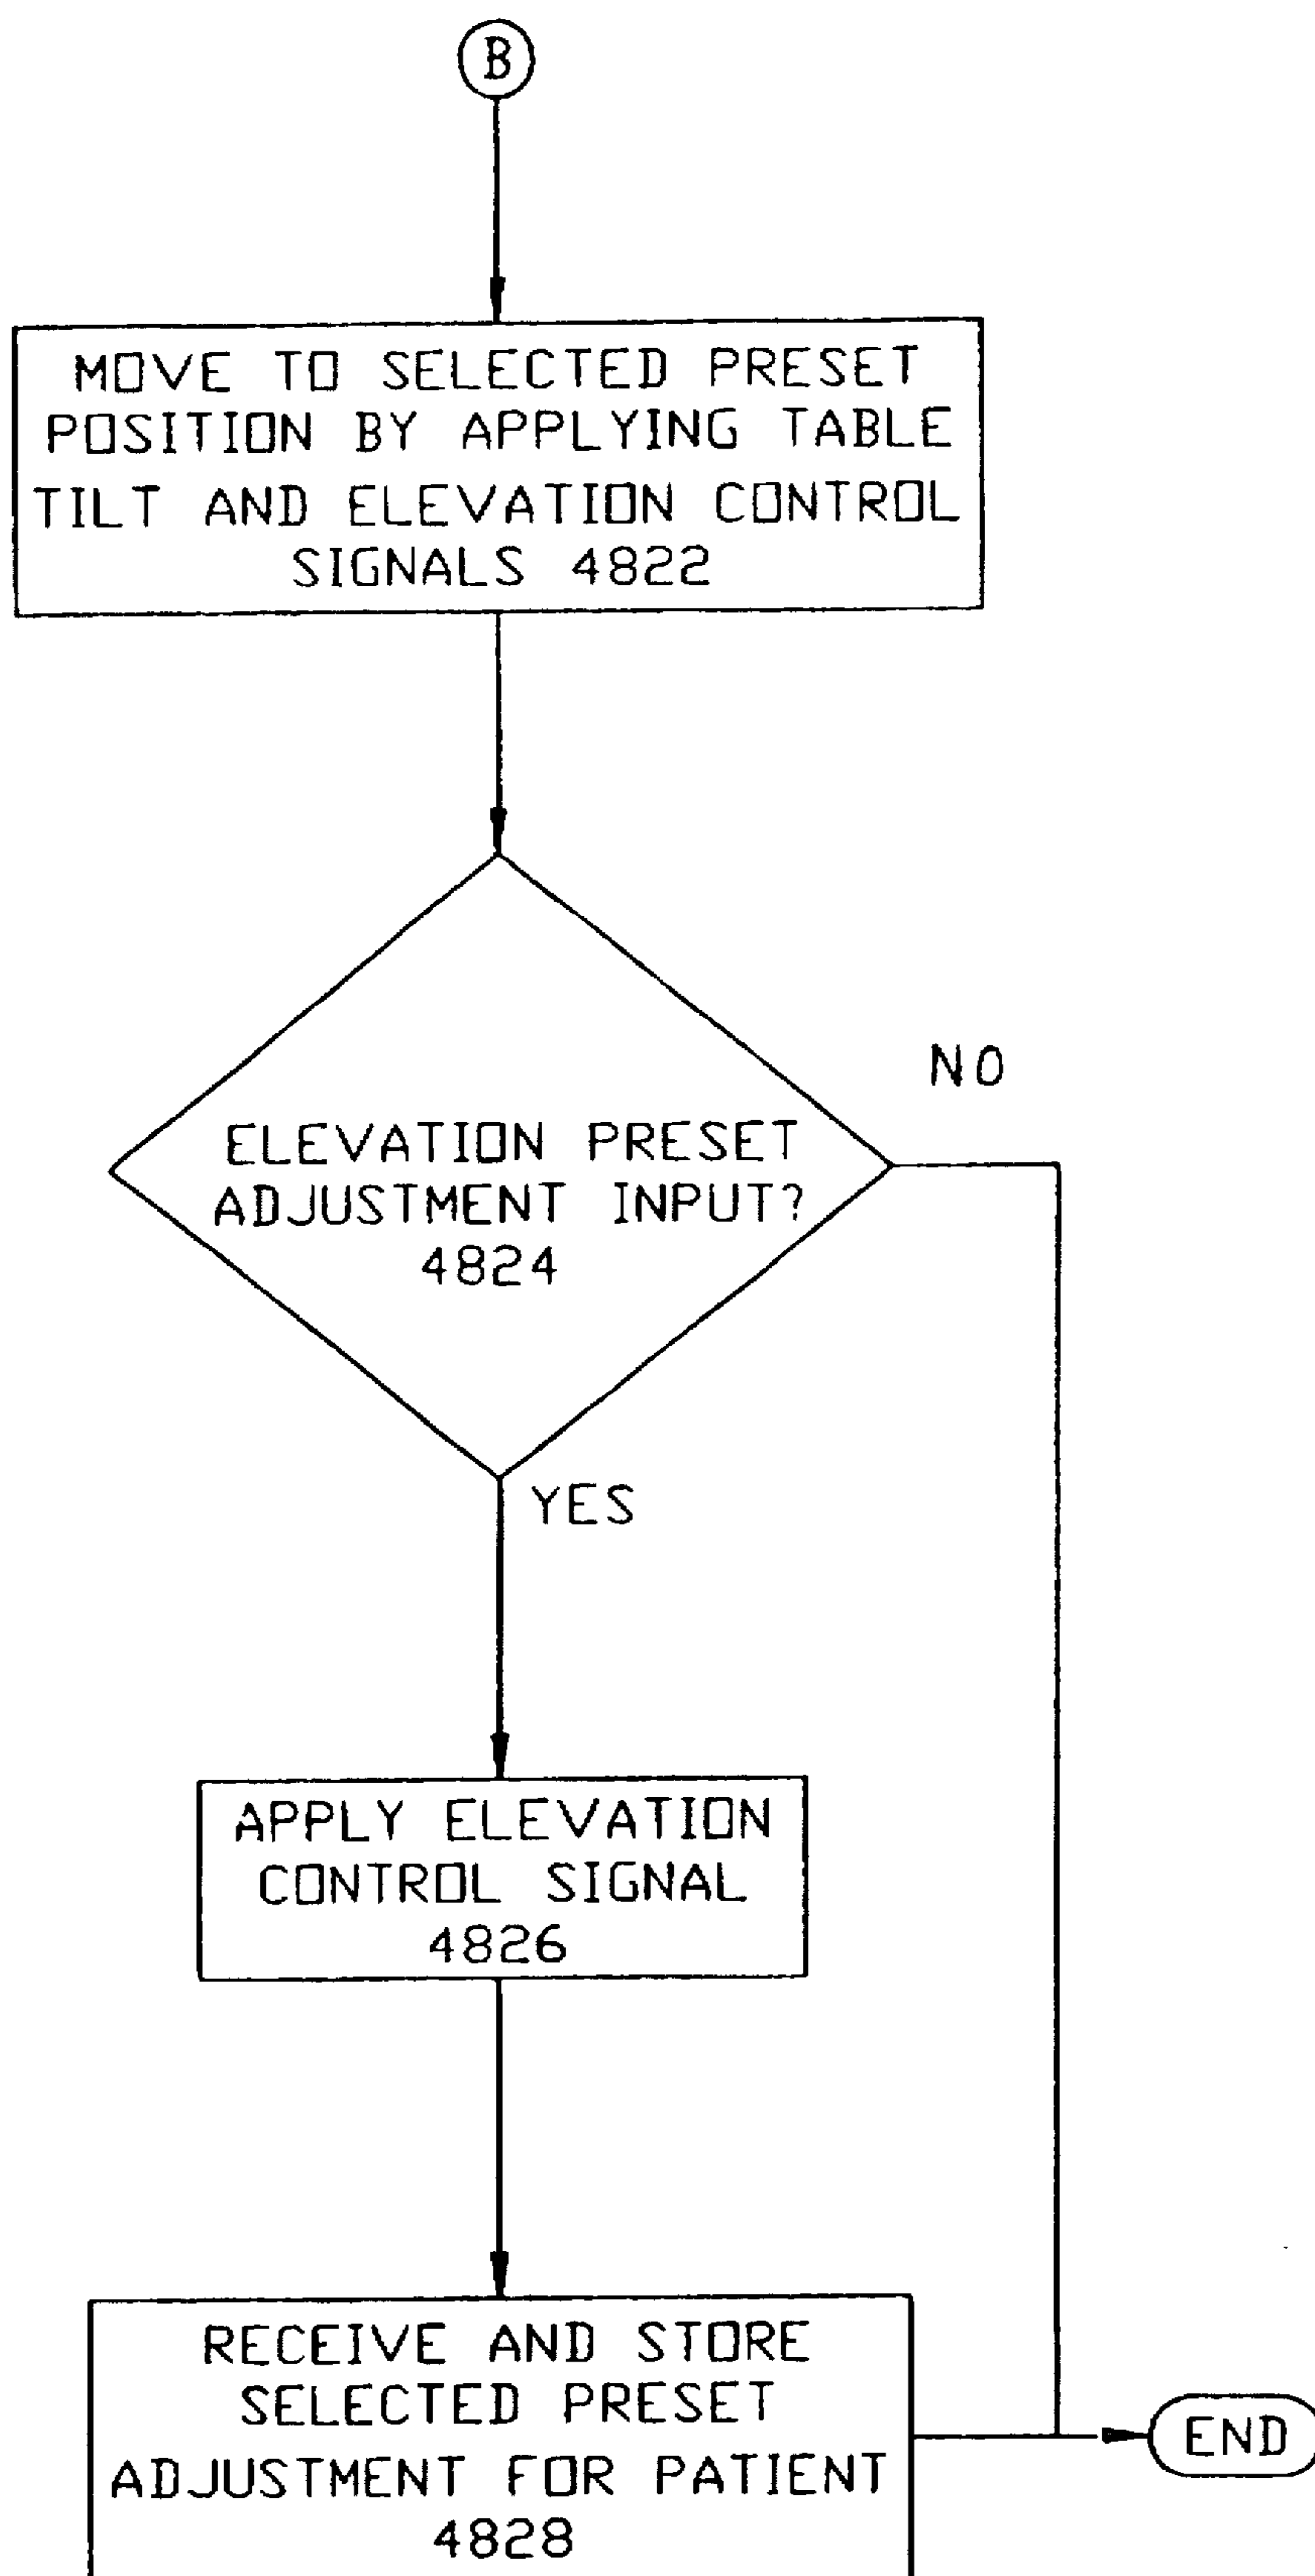 B
MOVE TO SELECTED PRESET
POSITION BY APPLYING TABLE
TILT AND ELEVATION CONTROL
SIGNALS 4822
NO
ELEVATION PRESET
ADJUSTMENT INPUT?
4824
YES
APPLY ELEVATION
CONTROL SIGNAL
4826
RECEIVE AND STORE
SELECTED PRESET
ADJUSTMENT FOR PATIENT
4828
END